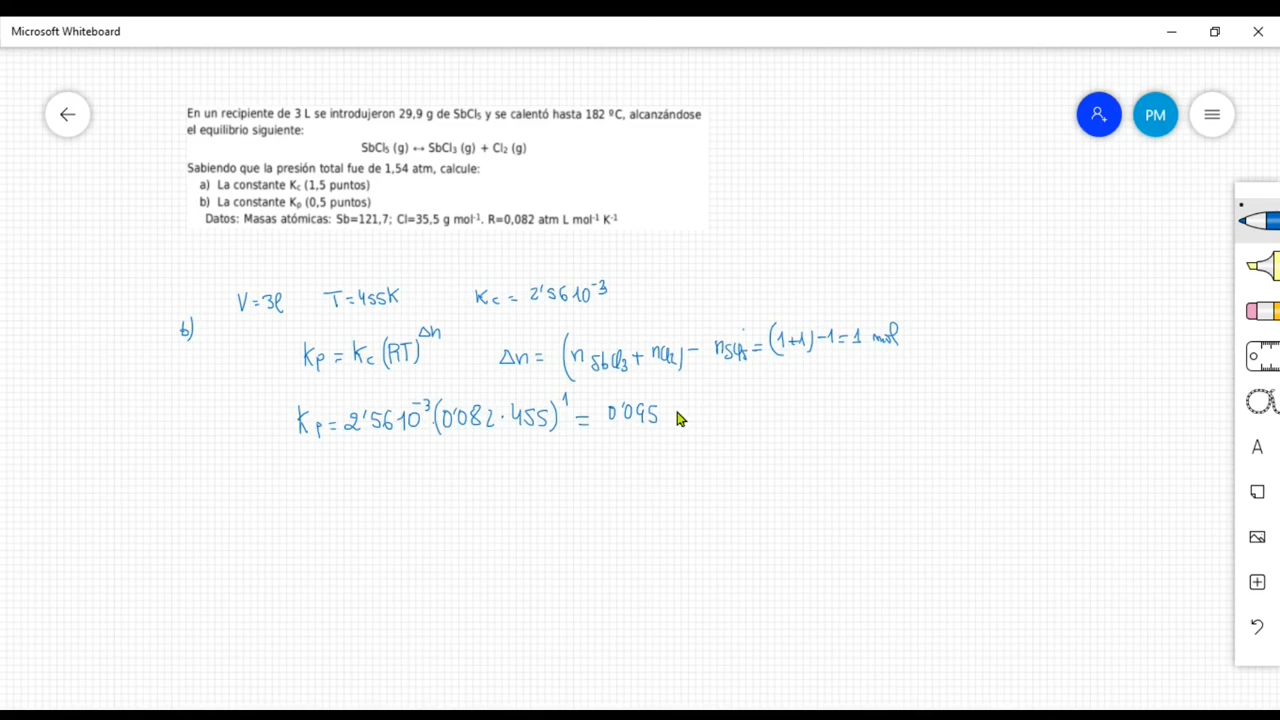 Microsoft Whiteboard
PM
En un recipiente de 3 L se introdujeron 29,9 g de SbCl₅ y se calentó hasta 182 ºC, alcanzándose
el equilibrio siguiente:
SbCl₅ (g) ↔ SbCl₃ (g) + Cl₂ (g)
Sabiendo que la presión total fue de 1,54 atm, calcule:
a) La constante K꜀ (1,5 puntos)
b) La constante Kₚ (0,5 puntos)
Datos: Masas atómicas: Sb=121,7; Cl=35,5 g mol⁻¹. R=0,082 atm L mol⁻¹ K⁻¹
V=3l T=455K Kc = 2'56 10⁻³
b)
Kp = Kc (RT)^Δn Δn = (n SbCl₃ + nCl₂) - = (1+1) - 1 = 1 mol
Kp = 2'56 10⁻³ · (0'082 · 455)¹ = 0'095
A